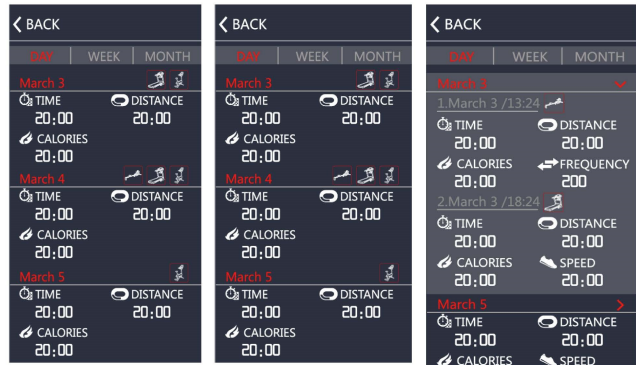 BACK
DAY WEEK MONTH
March 3
TIME DISTANCE
20:00 20:00
CALORIES
20:00
March 4
TIME DISTANCE
20:00 20:00
CALORIES
20:00
March 5
TIME DISTANCE
20:00 20:00
CALORIES
20:00
BACK
DAY WEEK MONTH
March 3
TIME DISTANCE
20:00 20:00
CALORIES
20:00
March 4
TIME DISTANCE
20:00 20:00
CALORIES
20:00
March 5
TIME DISTANCE
20:00 20:00
CALORIES
20:00
BACK
DAY WEEK MONTH
March 3
1.March 3 /13:24
TIME DISTANCE
20:00 20:00
CALORIES FREQUENCY
20:00 200
2.March 3 /18:24
TIME DISTANCE
20:00 20:00
CALORIES SPEED
20:00 20:00
March 5
TIME DISTANCE
20:00 20:00
CALORIES SPEED